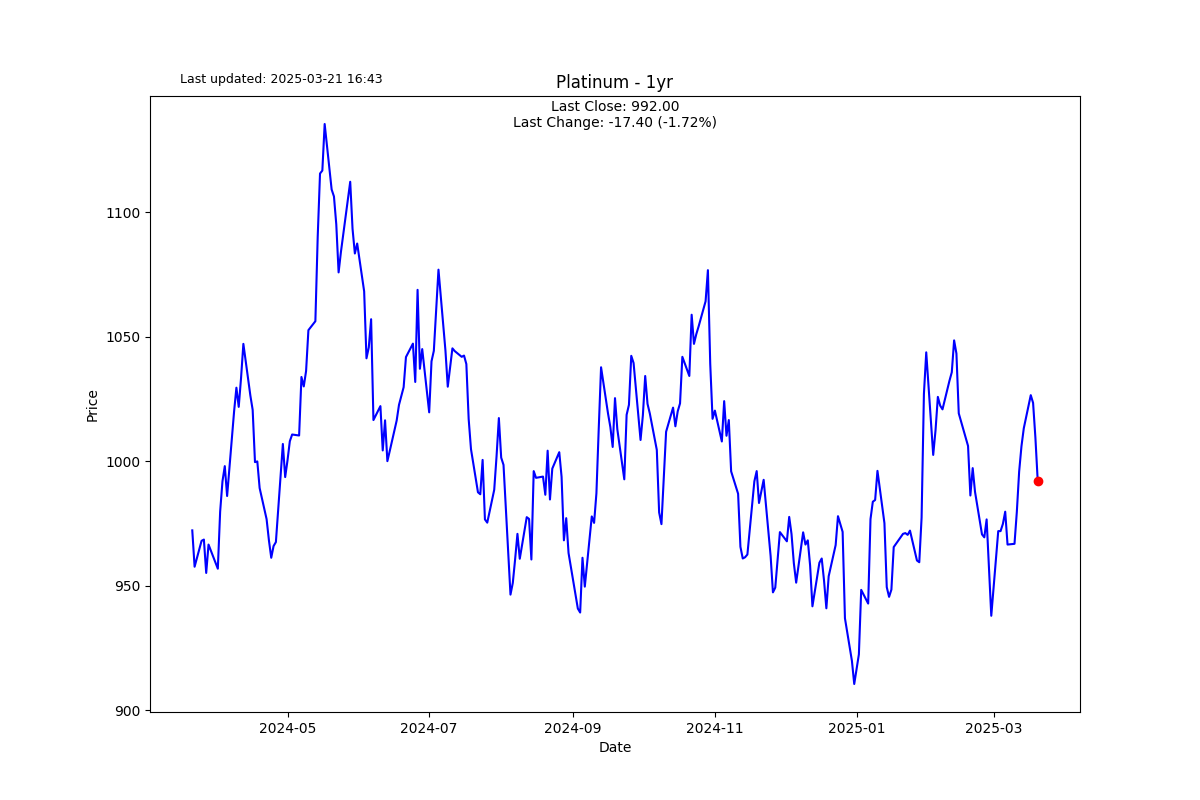 Last updated: 2025-03-21 16:43
Platinum - 1yr
Last Close: 992.00
Last Change: -17.40 (-1.72%)
Price
1100
1050
1000
950
900
2024-05
2024-07
2024-09
2024-11
2025-01
2025-03
Date